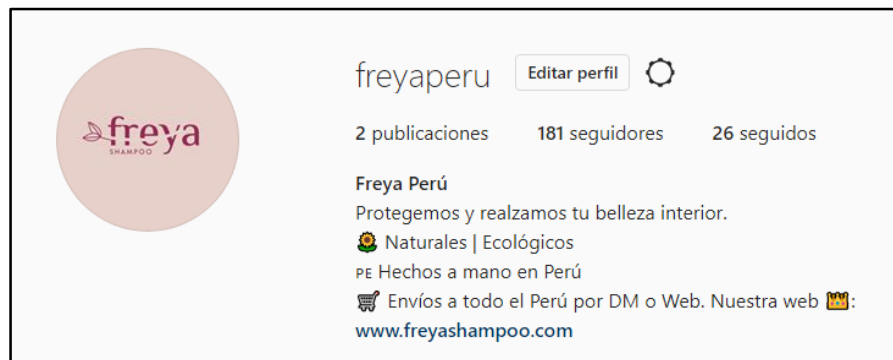 freya
SHAMPOO
freyaperu Editar perfil
2 publicaciones 181 seguidores 26 seguidos
Freya Perú
Protegemos y realzamos tu belleza interior.
🌻 Naturales | Ecológicos
PE Hechos a mano en Perú
🛒 Envíos a todo el Perú por DM o Web. Nuestra web 👑:
www.freyashampoo.com